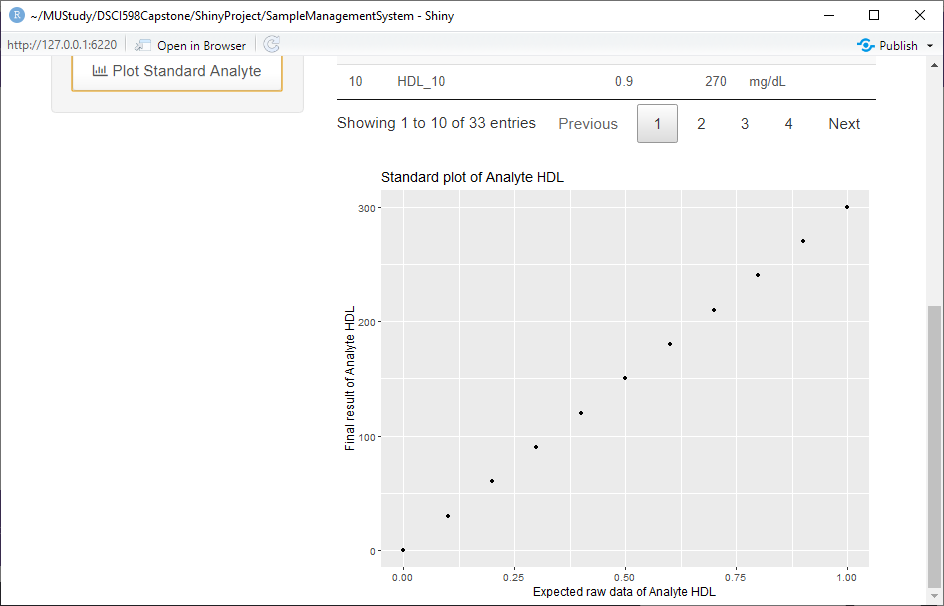 R ~/MUStudy/DSCI598Capstone/ShinyProject/SampleManagementSystem - Shiny
http://127.0.0.1:6220 Open in Browser Publish
Plot Standard Analyte
10 HDL_10 0.9 270 mg/dL
Showing 1 to 10 of 33 entries Previous 1 2 3 4 Next
Standard plot of Analyte HDL
Final result of Analyte HDL
300
200
100
0
0.00 0.25 0.50 0.75 1.00
Expected raw data of Analyte HDL